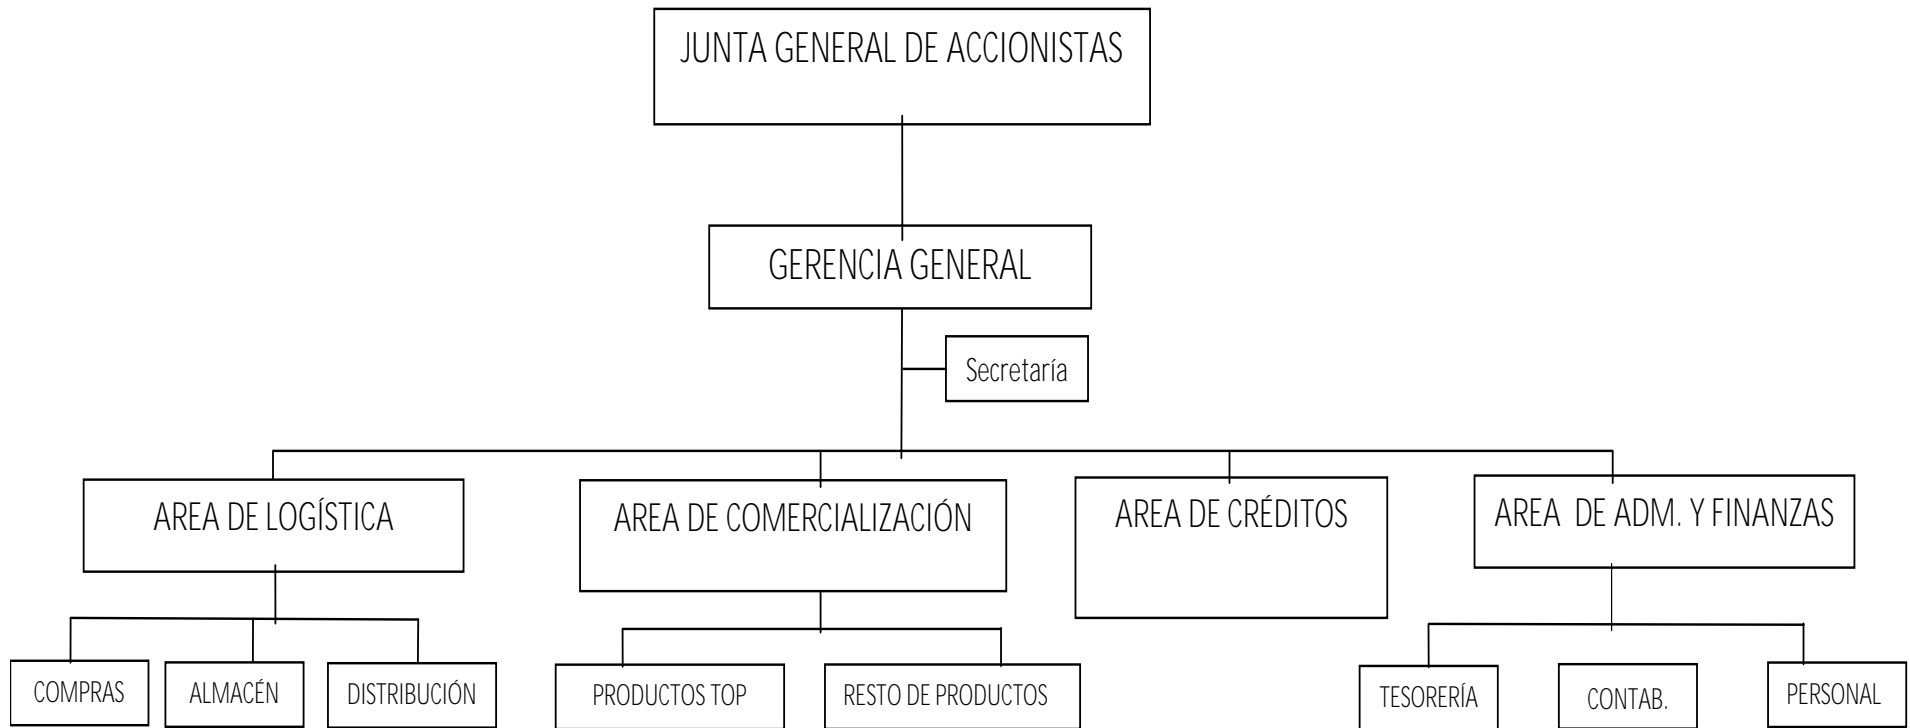 JUNTA GENERAL DE ACCIONISTAS
GERENCIA GENERAL
Secretaría
AREA DE LOGÍSTICA
AREA DE COMERCIALIZACIÓN
AREA DE CRÉDITOS
AREA DE ADM. Y FINANZAS
COMPRAS
ALMACÉN
DISTRIBUCIÓN
PRODUCTOS TOP
RESTO DE PRODUCTOS
TESORERÍA
CONTAB.
PERSONAL